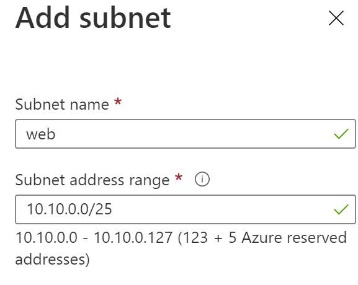 Add subnet
Subnet name *
web
Subnet address range *
10.10.0.0/25
10.10.0.0 - 10.10.0.127 (123 + 5 Azure reserved
addresses)